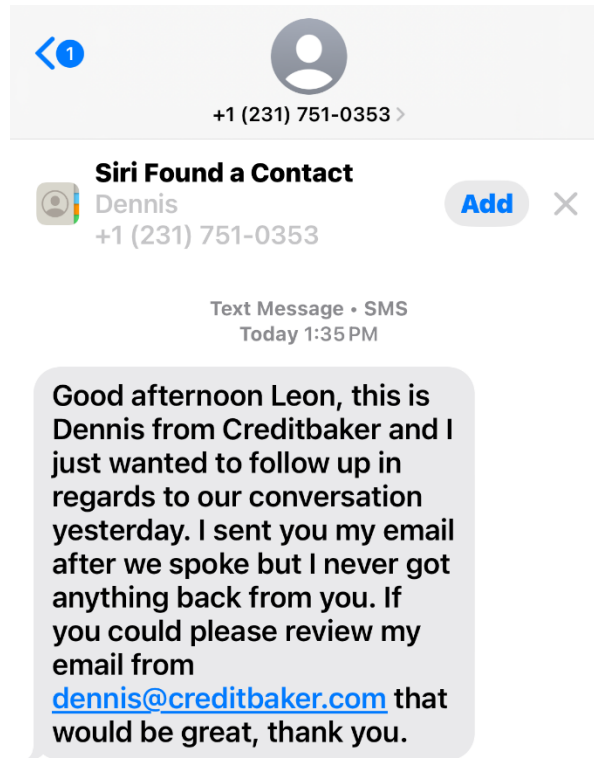 1
+1 (231) 751-0353 >
Siri Found a Contact
Dennis
+1 (231) 751-0353
Add
Text Message • SMS
Today 1:35 PM
Good afternoon Leon, this is
Dennis from Creditbaker and I
just wanted to follow up in
regards to our conversation
yesterday. I sent you my email
after we spoke but I never got
anything back from you. If
you could please review my
email from
dennis@creditbaker.com that
would be great, thank you.